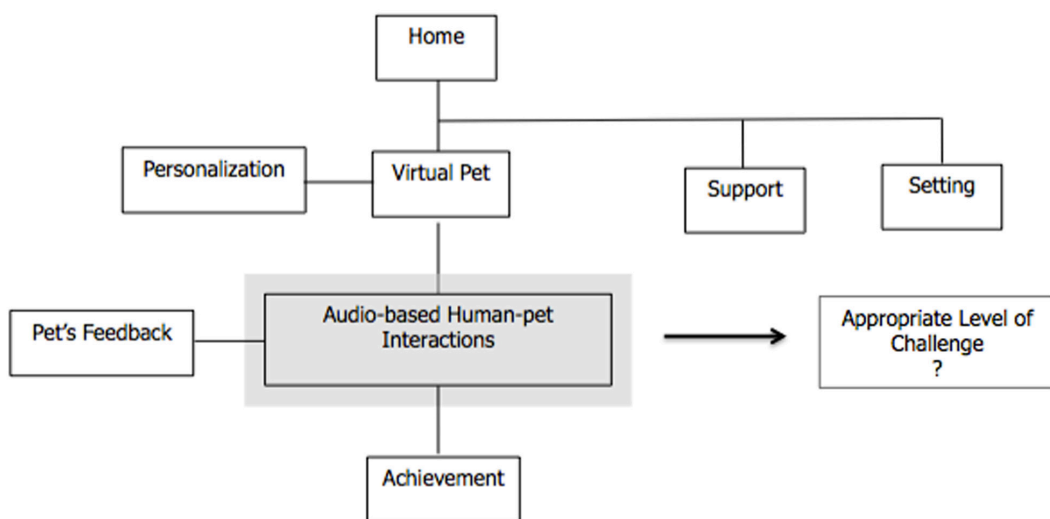 Home
Personalization
Virtual Pet
Support
Setting
Pet's Feedback
Audio-based Human-pet
Interactions
Appropriate Level of
Challenge
?
Achievement